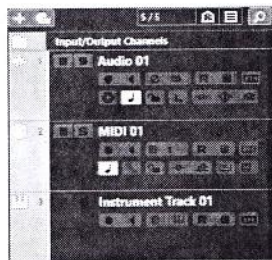 5/5
Input/Output Channels
1 Audio 01
M S
R
2 MIDI 01
M S
R
3 Instrument Track 01
R